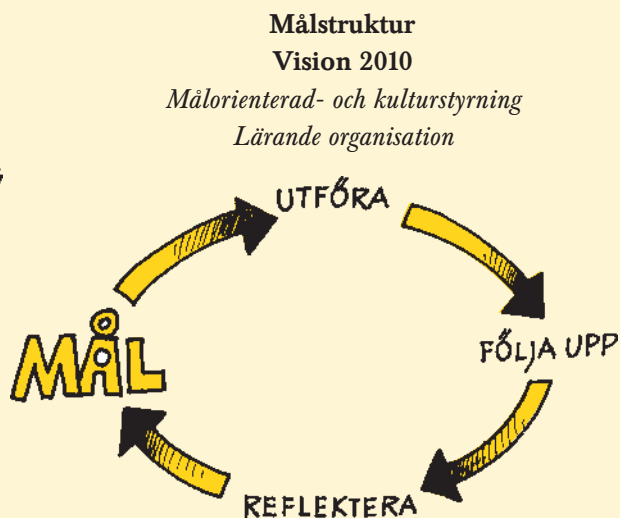 Målstruktur
Vision 2010
Målorienterad- och kulturstyrning
Lärande organisation
UTFÖRA
MÅL
FÖLJA UPP
REFLEKTERA